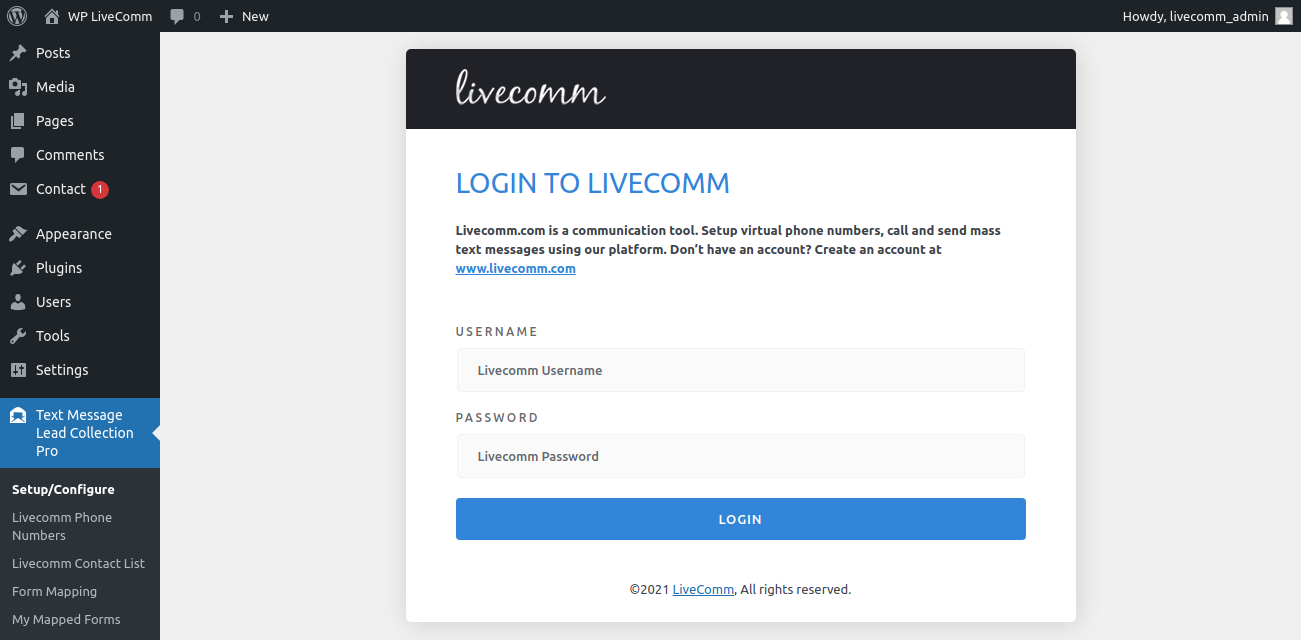 WP LiveComm 0 New Howdy, livecomm_admin
Posts
Media
Pages
Comments
Contact 1
Appearance
Plugins
Users
Tools
Settings
Text Message
Lead Collection
Pro
Setup/Configure
Livecomm Phone
Numbers
Livecomm Contact List
Form Mapping
My Mapped Forms
livecomm
LOGIN TO LIVECOMM
Livecomm.com is a communication tool. Setup virtual phone numbers, call and send mass
text messages using our platform. Don’t have an account? Create an account at
www.livecomm.com
USERNAME
Livecomm Username
PASSWORD
Livecomm Password
LOGIN
©2021 LiveComm, All rights reserved.